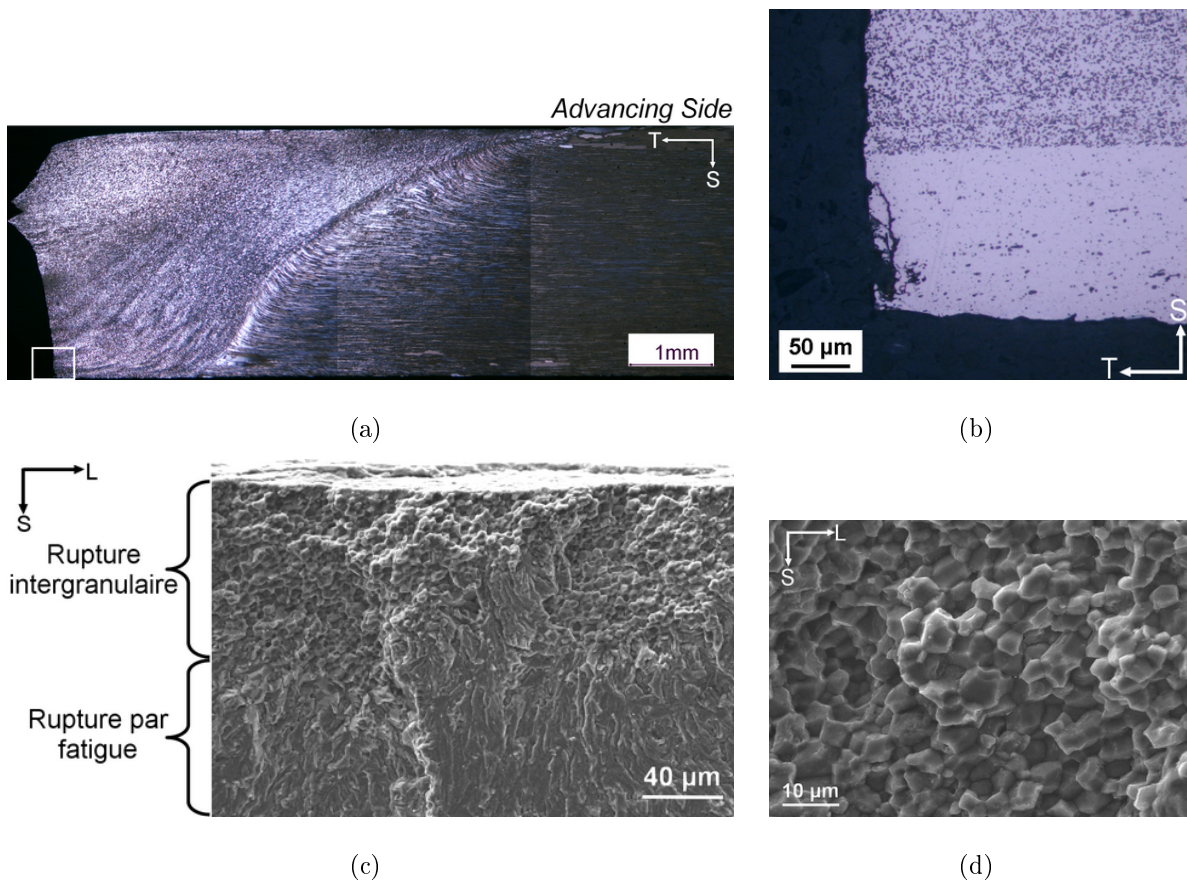 Advancing Side
T
S
1mm
(a)
S
50 µm
T
(b)
L
S
Rupture
intergranulaire
Rupture par
fatigue
40 µm
(c)
L
S
10 µm
(d)